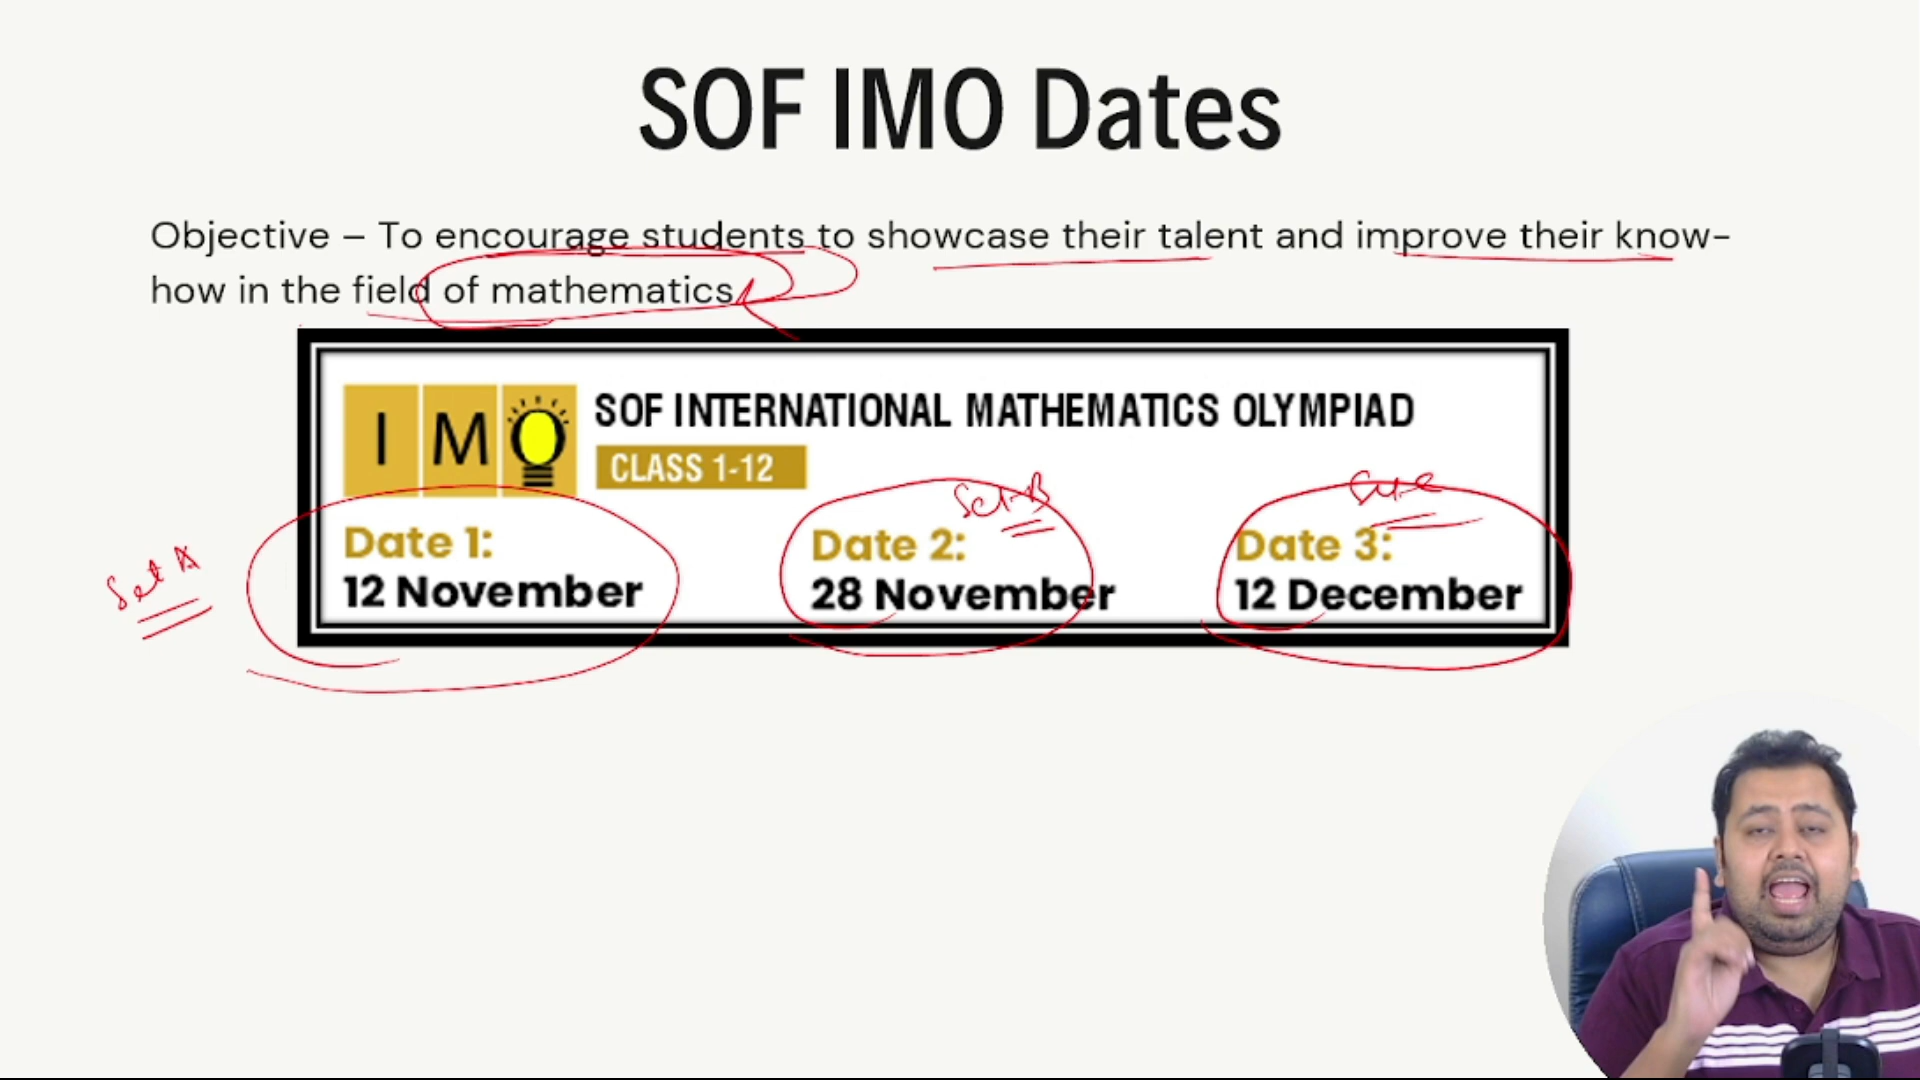 SOF IMO Dates
Objective – To encourage students to showcase their talent and improve their know-
how in the field of mathematics
IMO
SOF INTERNATIONAL MATHEMATICS OLYMPIAD
CLASS 1-12
Set A
Set-B
Date 1:
12 November
Date 2:
28 November
Date 3:
12 December